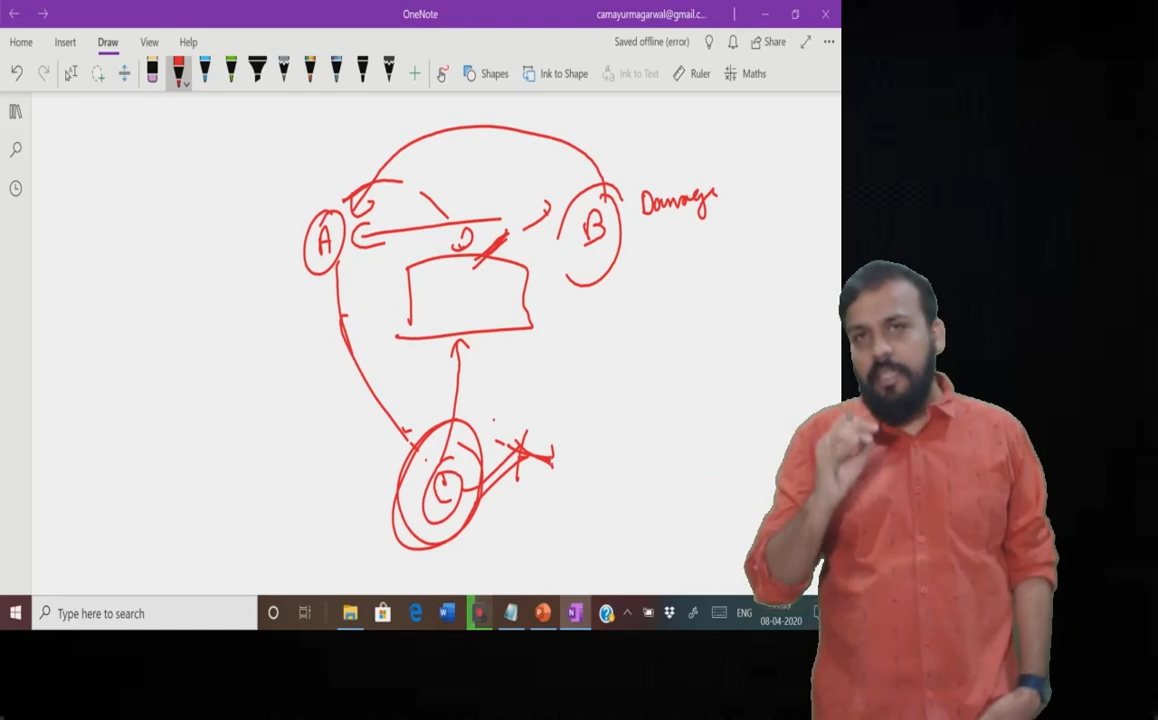 OneNote
camayurmagarwal@gmail.c...
Home Insert Draw View Help
Saved offline (error) Share
Shapes Ink to Shape Ink to Text Ruler Maths
Damage
A
B
C
Type here to search
ENG
08-04-2020